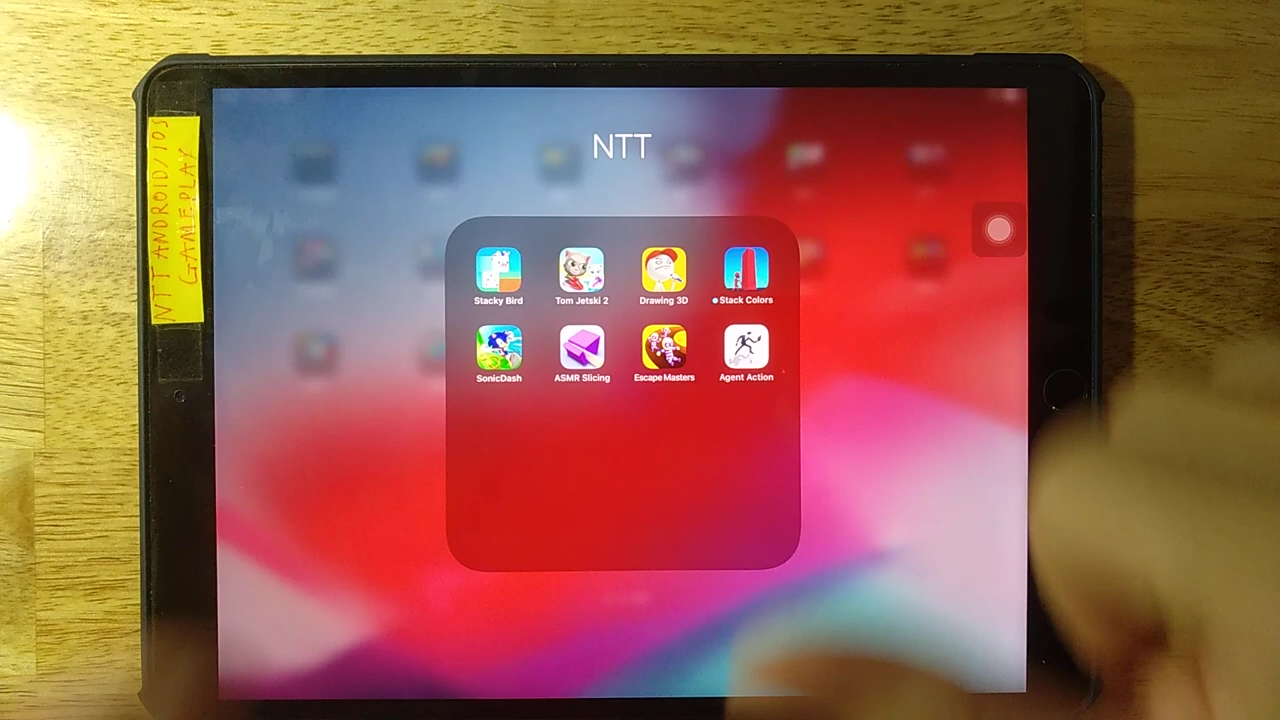 NTT ANDROID/IOS
GAMEPLAY
NTT
Stacky Bird
Tom Jetski 2
Drawing 3D
Stack Colors
SonicDash
ASMR Slicing
Escape Masters
Agent Action